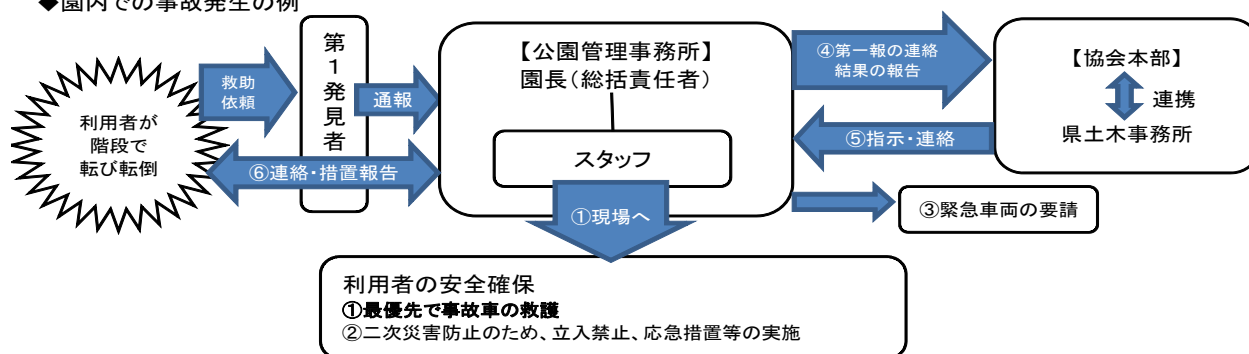 ◆園内での事故発生の例
利用者が
階段で
転び転倒
救助
依頼
第1発見者
通報
【公園管理事務所】
園長(総括責任者)
スタッフ
④第一報の連絡
結果の報告
⑤指示・連絡
【協会本部】
連携
県土木事務所
⑥連絡・措置報告
①現場へ
③緊急車両の要請
利用者の安全確保
①最優先で事故車の救護
②二次災害防止のため、立入禁止、応急措置等の実施